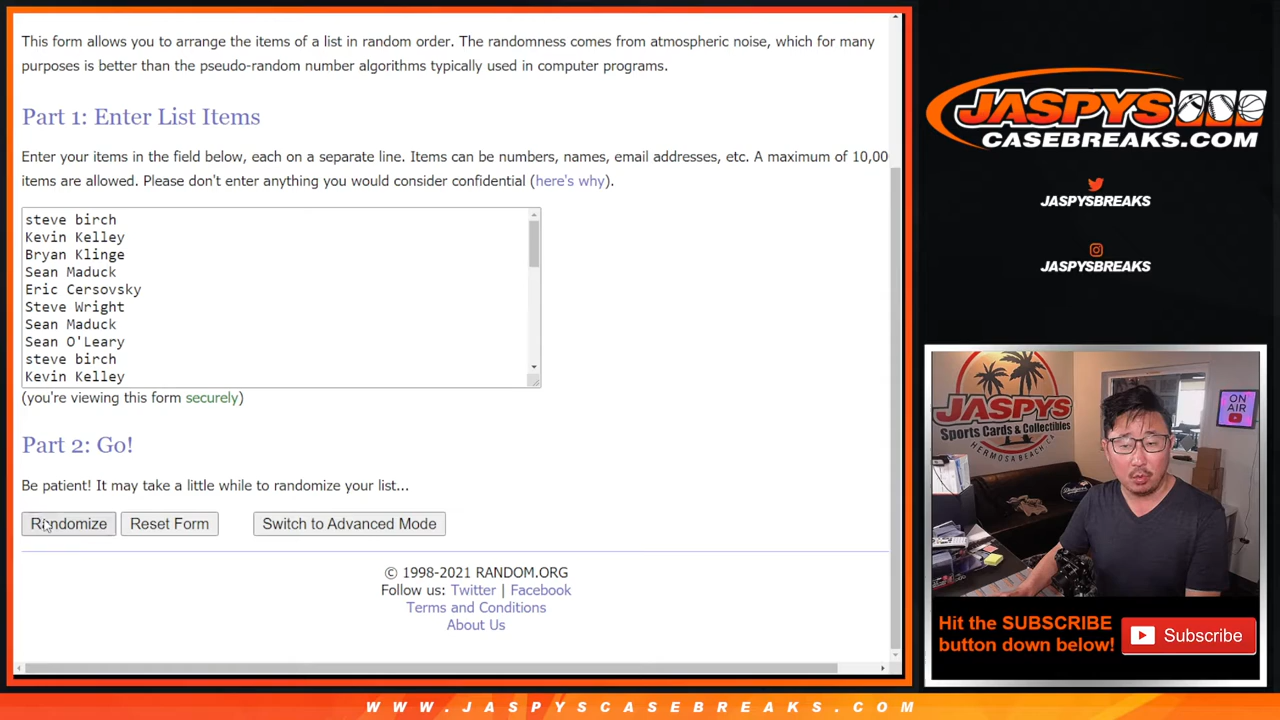 This form allows you to arrange the items of a list in random order. The randomness comes from atmospheric noise, which for many
purposes is better than the pseudo-random number algorithms typically used in computer programs.
Part 1: Enter List Items
Enter your items in the field below, each on a separate line. Items can be numbers, names, email addresses, etc. A maximum of 10,00
items are allowed. Please don't enter anything you would consider confidential (here's why).
steve birch
Kevin Kelley
Bryan Klinge
Sean Maduck
Eric Cersovsky
Steve Wright
Sean Maduck
Sean O'Leary
steve birch
Kevin Kelley
(you're viewing this form securely)
Part 2: Go!
Be patient! It may take a little while to randomize your list...
Randomize
Reset Form
Switch to Advanced Mode
© 1998-2021 RANDOM.ORG
Follow us: Twitter | Facebook
Terms and Conditions
About Us
JASPYS
CASEBREAKS.COM
JASPYSBREAKS
JASPYSBREAKS
JASPYS
Sports Cards & Collectibles
HERMOSA BEACH, CA
ON
AIR
Hit the SUBSCRIBE
button down below!
Subscribe
WWW.JASPYSCASEBREAKS.COM